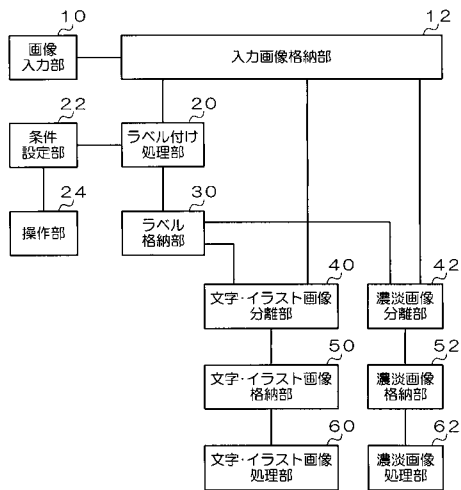 10
画像
入力部
12
入力画像格納部
22
条件
設定部
20
ラベル付け
処理部
24
操作部
30
ラベル
格納部
40
文字･イラスト画像
分離部
42
濃淡画像
分離部
50
文字･イラスト画像
格納部
52
濃淡画像
格納部
60
文字･イラスト画像
処理部
62
濃淡画像
処理部